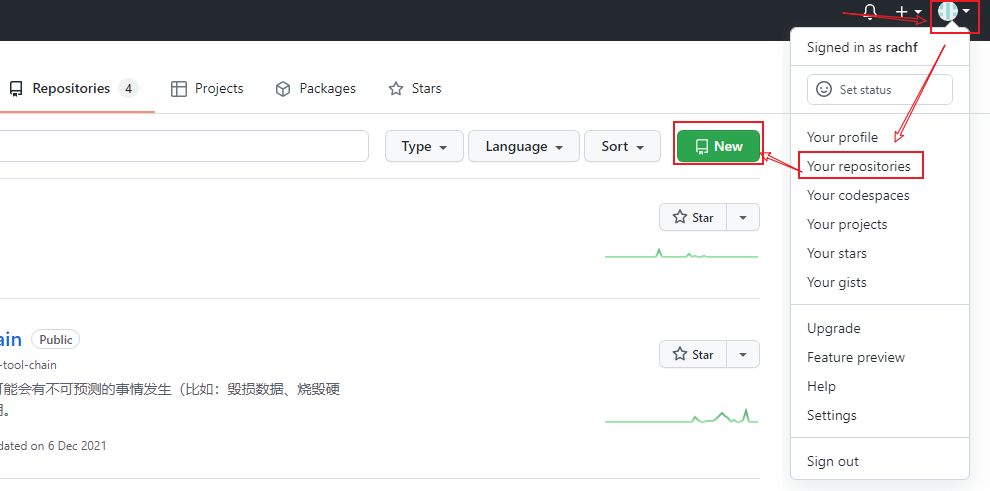 Signed in as rachf
Set status
Repositories 4
Projects
Packages
Stars
Your profile
Type
Language
Sort
New
Your repositories
Your codespaces
Star
Your projects
Your stars
Your gists
Upgrade
Public
Star
Feature preview
-tool-chain
可能会有不可预测的事情发生（比如：毁损数据、烧毁硬
Help
Settings
on 6 Dec 2021
Sign out